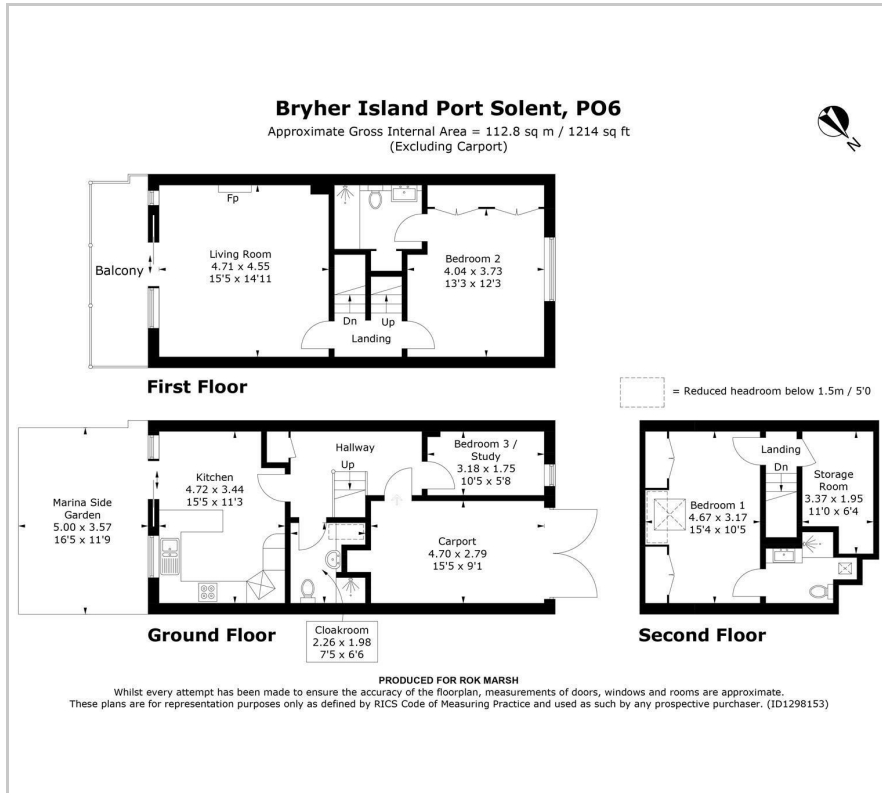 Bryher Island Port Solent, PO6
Approximate Gross Internal Area = 112.8 sq m / 1214 sq ft
(Excluding Carport)
N
Balcony
Fp
Living Room
4.71 x 4.55
15'5 x 14'11
Bedroom 2
4.04 x 3.73
13'3 x 12'3
Dn
Up
Landing
First Floor
= Reduced headroom below 1.5m / 5'0
Marina Side
Garden
5.00 x 3.57
16'5 x 11'9
Kitchen
4.72 x 3.44
15'5 x 11'3
Hallway
Up
Bedroom 3 /
Study
3.18 x 1.75
10'5 x 5'8
Carport
4.70 x 2.79
15'5 x 9'1
Cloakroom
2.26 x 1.98
7'5 x 6'6
Ground Floor
Landing
Dn
Storage
Room
3.37 x 1.95
11'0 x 6'4
Bedroom 1
4.67 x 3.17
15'4 x 10'5
Second Floor
PRODUCED FOR ROK MARSH
Whilst every attempt has been made to ensure the accuracy of the floorplan, measurements of doors, windows and rooms are approximate.
These plans are for representation purposes only as defined by RICS Code of Measuring Practice and used as such by any prospective purchaser. (ID1298153)